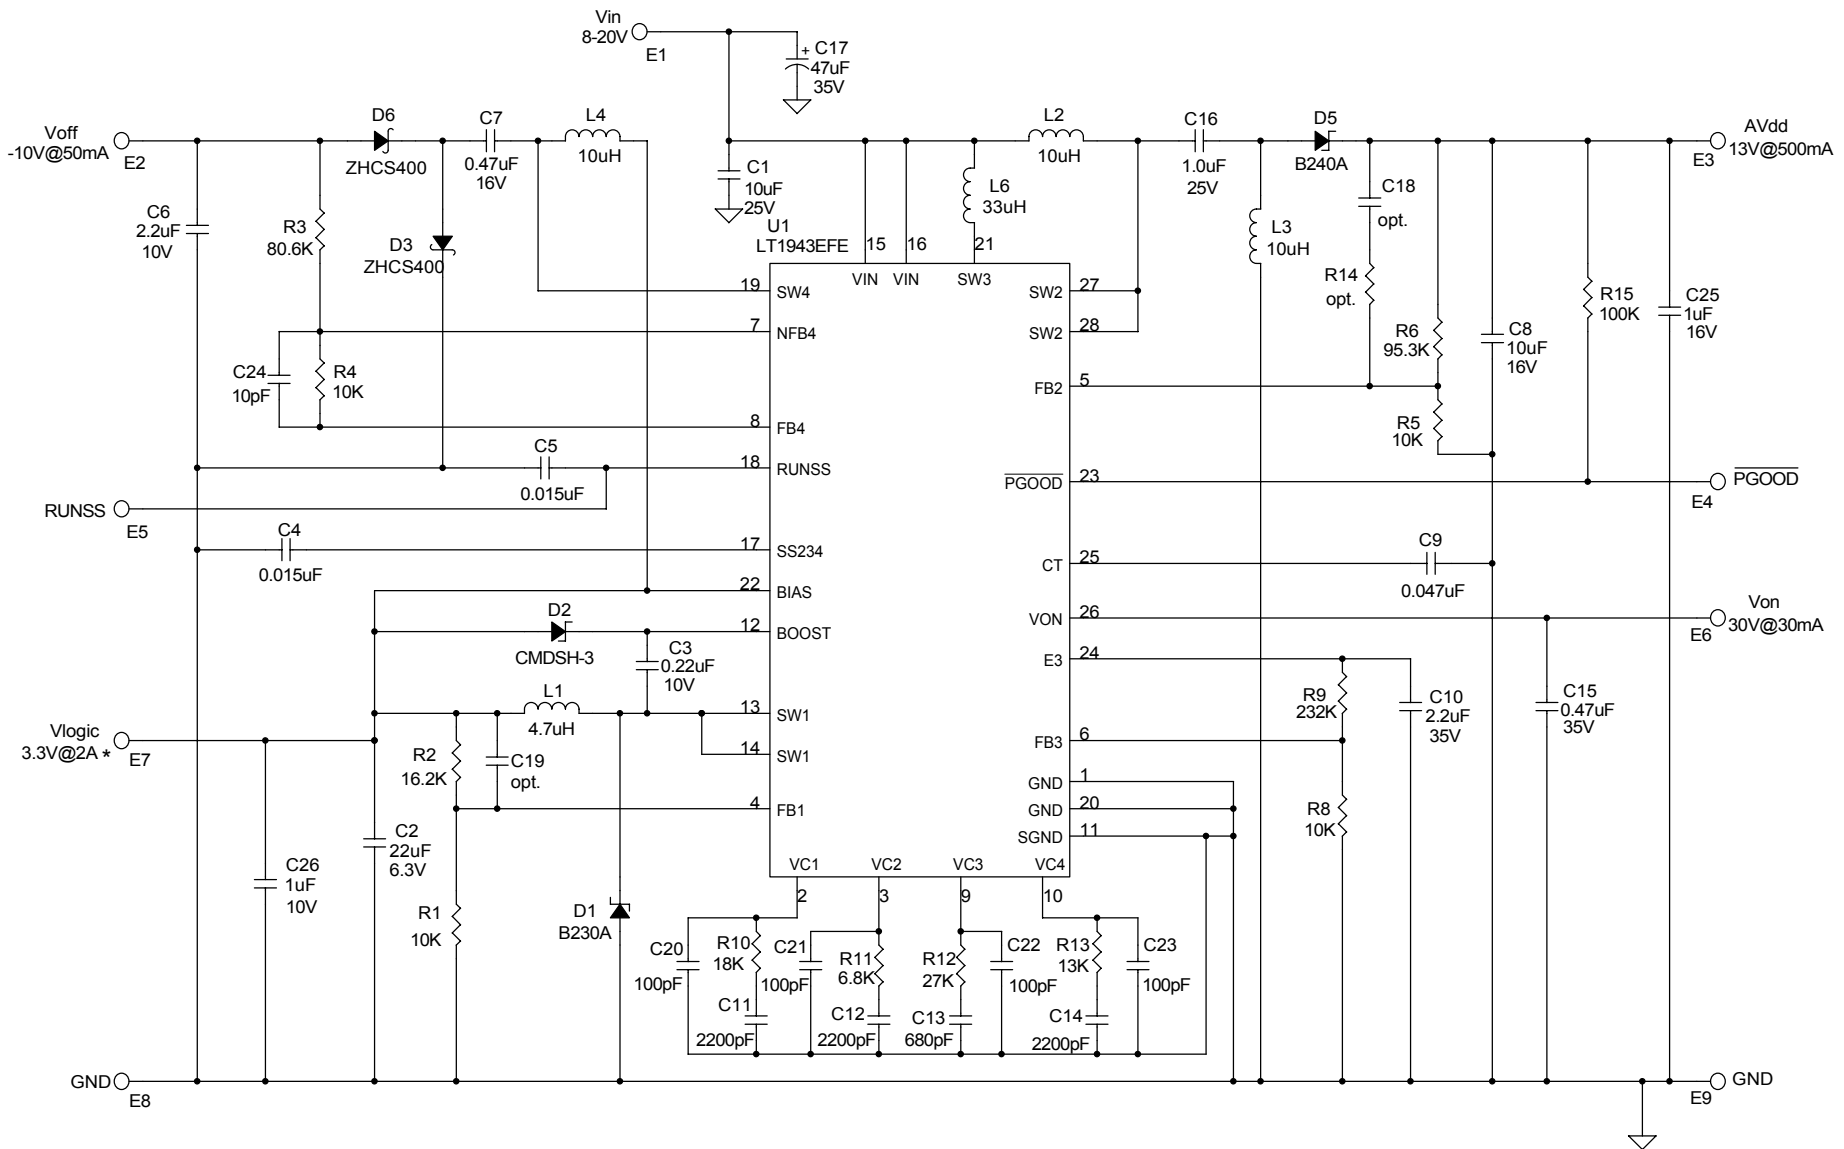 Vin
8-20V
E1
+ C17
47uF
35V
Voff
-10V@50mA
E2
D6
ZHCS400
C7
0.47uF
16V
L4
10uH
C1
10uF
25V
L2
10uH
L6
33uH
C16
1.0uF
25V
D5
B240A
AVdd
13V@500mA
E3
C6
2.2uF
10V
R3
80.6K
D3
ZHCS400
U1
LT1943EFE
15
16
21
VIN
VIN
SW3
L3
10uH
C18
opt.
R14
opt.
R6
95.3K
C8
10uF
16V
R15
100K
C25
1uF
16V
19
SW4
7
NFB4
SW2
27
SW2
28
C24
10pF
R4
10K
FB2
5
R5
10K
8
FB4
C5
0.015uF
18
RUNSS
PGOOD
23
PGOOD
E4
RUNSS
E5
C4
0.015uF
17
SS234
CT
25
C9
0.047uF
22
BIAS
D2
CMDSH-3
12
BOOST
VON
26
Von
30V@30mA
E6
C3
0.22uF
10V
E3
24
R9
232K
C10
2.2uF
35V
C15
0.47uF
35V
L1
4.7uH
13
SW1
14
SW1
Vlogic
3.3V@2A *
E7
R2
16.2K
C19
opt.
FB3
6
GND
1
GND
20
SGND
11
R8
10K
4
FB1
C2
22uF
6.3V
C26
1uF
10V
R1
10K
D1
B230A
VC1
VC2
VC3
VC4
2
3
9
10
C20
100pF
R10
18K
C21
100pF
R11
6.8K
R12
27K
C22
100pF
R13
13K
C23
100pF
C11
2200pF
C12
2200pF
C13
680pF
C14
2200pF
GND
E8
GND
E9